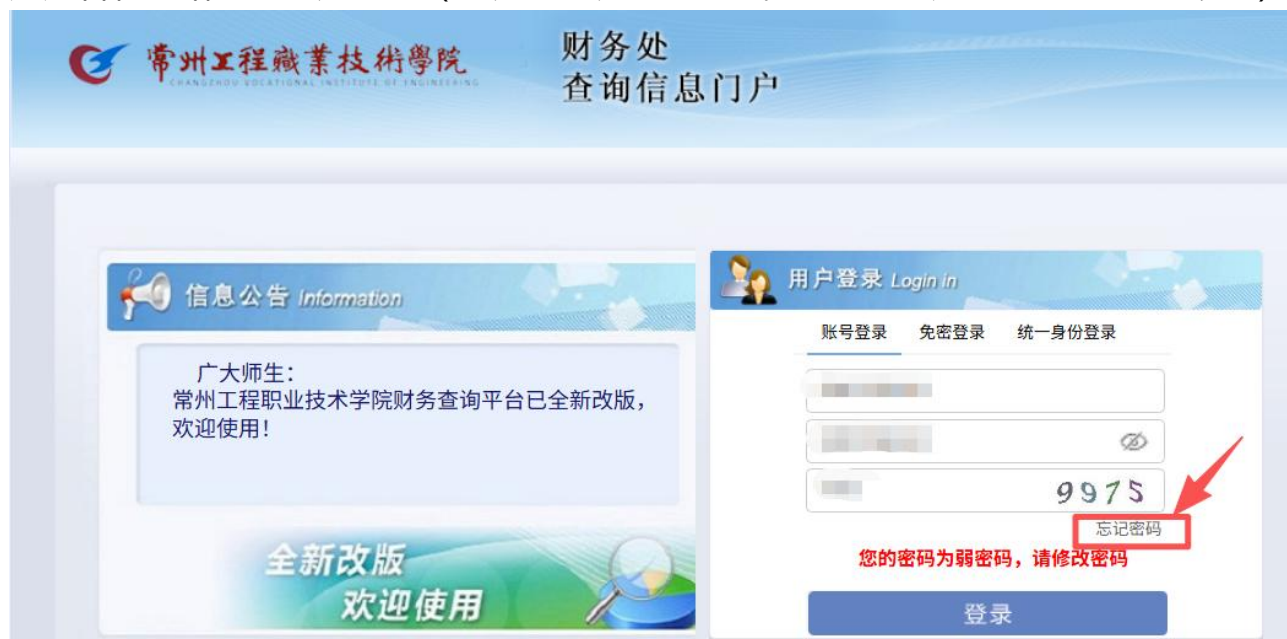 常州工程職業技術學院
CHANGZHOU VOCATIONAL INSTITUTE OF ENGINEERING
财务处
查询信息门户
信息公告 Information
广大师生：
常州工程职业技术学院财务查询平台已全新改版，
欢迎使用！
全新改版
欢迎使用
用户登录 Login in
账号登录 免密登录 统一身份登录
9975
忘记密码
您的密码为弱密码，请修改密码
登录